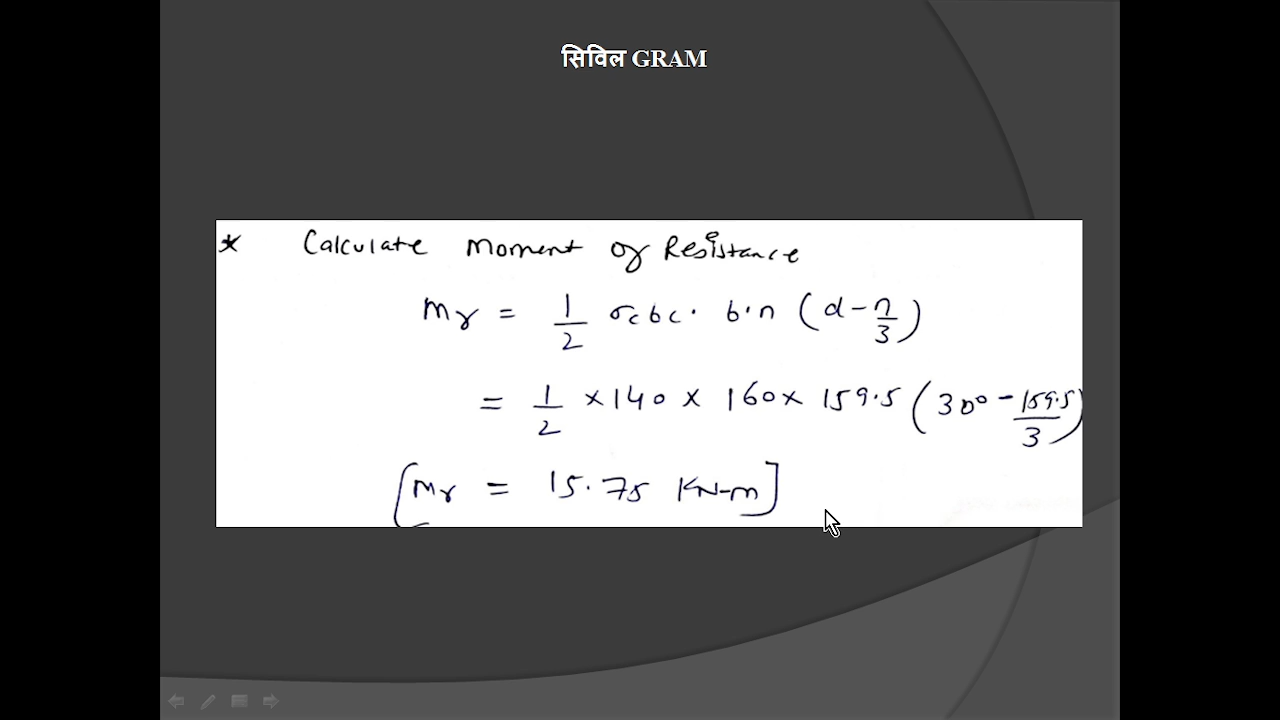 सिविल GRAM
* Calculate Moment of Resistance
Mr = 1/2 σcbc · b·n (d - n/3)
= 1/2 × 140 × 160 × 159.5 (300 - 159.5/3)
[Mr = 15.75 KN-m]